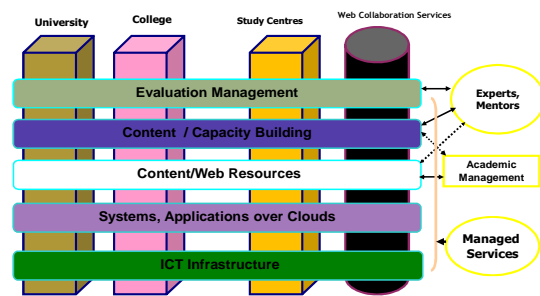 University
College
Study Centres
Web Collaboration Services
Evaluation Management
Content / Capacity Building
Content/Web Resources
Systems, Applications over Clouds
ICT Infrastructure
Experts,
Mentors
Academic
Management
Managed
Services